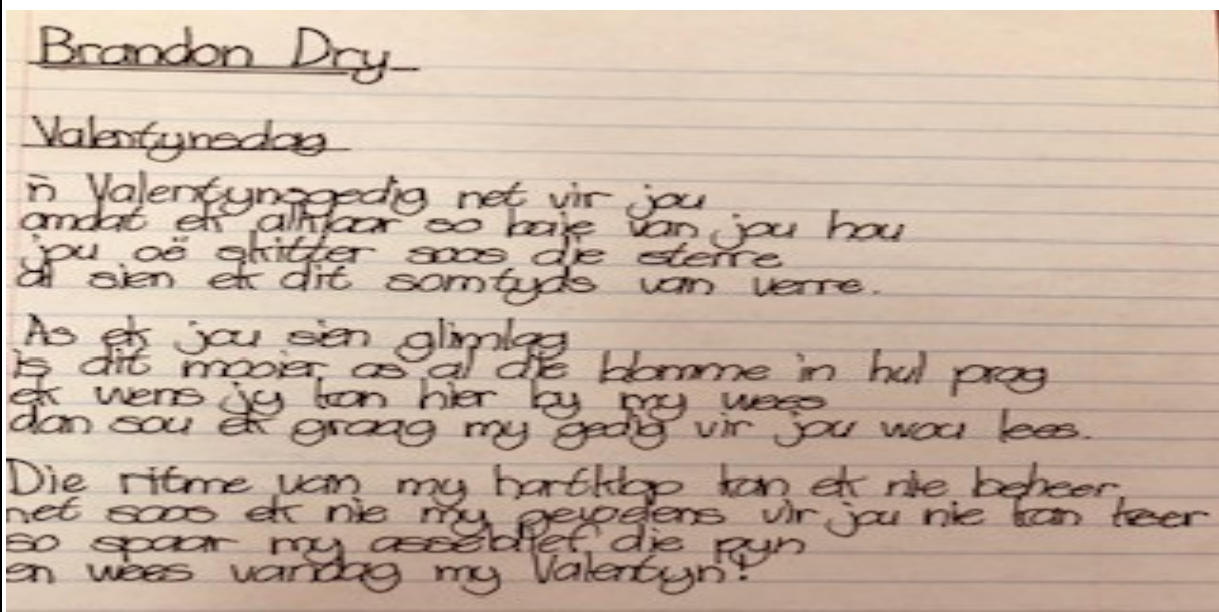 Brandon Dry
Valentynsdag
'n Valentynsgedig net vir jou
omdat ek alhaar so baie van jou hou
jou oë skitter soos die sterre
al sien ek dit somtyds van verre.
As ek jou sien glimlag
is dit mooier as al die blomme in hul prag
ek wens jy kan hier by my wees
dan sou ek graag my gedig vir jou wou lees.
Die ritme van my hartklop kan ek nie beheer
net soos ek nie my gevoelens vir jou nie kan keer
so spaar my asseblief die pyn
en wees vandag my Valentyn!